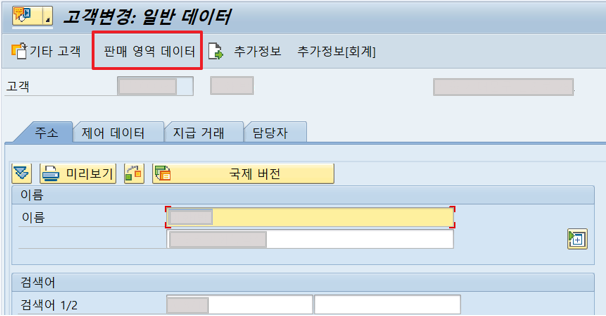 고객변경: 일반 데이터
기타 고객 판매 영역 데이터 추가정보 추가정보[회계]
고객
주소 제어 데이터 지급 거래 담당자
미리보기 국제 버전
이름
이름
검색어
검색어 1/2